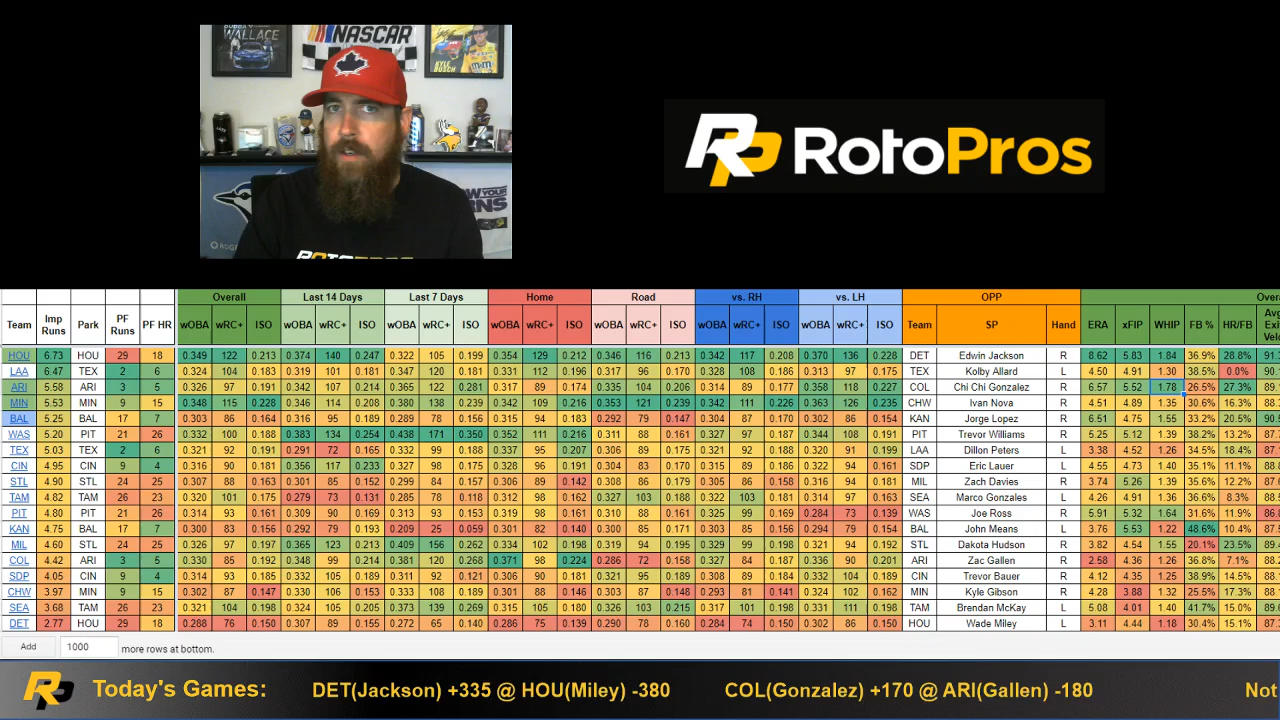 BUBBA
WALLACE
NASCAR
KYLE
BUSCH
RP RotoPros
Overall Last 14 Days Last 7 Days Home Road vs. RH vs. LH OPP Overa
Team Imp Runs Park PF Runs PF HR wOBA wRC+ ISO wOBA wRC+ ISO wOBA wRC+ ISO wOBA wRC+ ISO wOBA wRC+ ISO wOBA wRC+ ISO wOBA wRC+ ISO Team SP Hand ERA xFIP WHIP FB % HR/FB Avg Exi Velo
HOU 6.73 HOU 29 18 0.349 122 0.213 0.374 140 0.247 0.322 105 0.199 0.354 129 0.212 0.346 116 0.213 0.342 117 0.208 0.370 136 0.228 DET Edwin Jackson R 8.62 5.83 1.84 36.9% 28.8% 91.
LAA 6.47 TEX 2 6 0.324 104 0.183 0.319 101 0.181 0.347 120 0.181 0.331 112 0.196 0.317 96 0.170 0.328 108 0.186 0.313 97 0.175 TEX Kolby Allard L 4.50 4.91 1.30 38.5% 0.0% 90.
ARI 5.58 ARI 3 5 0.326 97 0.191 0.342 107 0.214 0.365 122 0.281 0.317 89 0.174 0.335 104 0.206 0.314 89 0.177 0.358 118 0.227 COL Chi Chi Gonzalez R 6.57 5.52 1.78 26.5% 27.3% 89.
MIN 5.53 MIN 9 15 0.348 115 0.228 0.343 112 0.214 0.380 138 0.239 0.342 109 0.216 0.353 121 0.239 0.342 111 0.226 0.363 126 0.235 CHW Ivan Nova R 4.51 4.89 1.35 30.6% 16.3% 88.
BAL 5.25 BAL 17 7 0.303 86 0.164 0.316 95 0.189 0.289 78 0.156 0.315 94 0.183 0.292 79 0.147 0.304 87 0.170 0.302 86 0.154 KAN Jorge Lopez R 6.51 4.75 1.55 33.2% 20.5% 90.
WAS 5.20 PIT 21 26 0.332 100 0.188 0.383 134 0.254 0.438 171 0.350 0.352 111 0.216 0.311 88 0.161 0.327 97 0.187 0.344 108 0.191 PIT Trevor Williams R 5.25 5.12 1.39 38.2% 13.2% 87.
TEX 5.03 TEX 2 6 0.321 92 0.191 0.291 72 0.165 0.332 99 0.188 0.337 95 0.207 0.306 89 0.175 0.321 92 0.188 0.320 91 0.199 LAA Dillon Peters L 3.38 4.52 1.26 34.5% 18.4% 87.
CIN 4.95 CIN 9 4 0.316 90 0.181 0.356 117 0.233 0.327 98 0.175 0.328 96 0.191 0.304 83 0.170 0.314 88 0.188 0.322 94 0.161 SDP Eric Lauer L 4.55 4.73 1.40 35.1% 11.1% 88.
STL 4.90 STL 24 25 0.307 88 0.163 0.301 85 0.152 0.299 84 0.157 0.306 89 0.142 0.308 86 0.179 0.305 86 0.158 0.316 94 0.181 MIL Zach Davies R 3.74 5.26 1.39 35.6% 12.2% 87.
TAM 4.82 TAM 26 23 0.320 101 0.175 0.279 73 0.131 0.285 78 0.118 0.312 98 0.162 0.327 103 0.188 0.322 103 0.181 0.314 97 0.163 SEA Marco Gonzales L 4.26 4.91 1.36 36.6% 8.3% 88.
PIT 4.82 PIT 21 26 0.314 93 0.161 0.309 90 0.169 0.313 93 0.153 0.319 98 0.161 0.308 90 0.161 0.325 99 0.169 0.284 73 0.139 WAS Joe Ross R 5.91 5.32 1.64 31.6% 11.9% 86.
KAN 4.75 BAL 17 7 0.300 83 0.156 0.292 79 0.193 0.209 25 0.059 0.301 82 0.140 0.300 85 0.171 0.303 85 0.156 0.294 79 0.154 BAL John Means L 3.76 5.53 1.22 48.6% 10.4% 87.
MIL 4.60 STL 24 25 0.326 97 0.197 0.365 123 0.213 0.409 156 0.262 0.334 102 0.198 0.319 94 0.195 0.329 99 0.198 0.321 94 0.192 STL Dakota Hudson R 3.82 4.54 1.55 20.1% 23.5% 89.
COL 4.42 ARI 3 5 0.330 85 0.192 0.348 99 0.214 0.381 120 0.268 0.371 98 0.224 0.286 72 0.158 0.327 84 0.187 0.336 90 0.201 ARI Zac Gallen R 2.58 4.36 1.26 36.8% 7.1% 88.
SDP 4.05 CIN 9 4 0.314 93 0.185 0.332 105 0.189 0.311 92 0.121 0.306 90 0.181 0.321 95 0.189 0.308 89 0.184 0.332 104 0.189 CIN Trevor Bauer R 4.12 4.35 1.25 38.9% 14.5% 88.
CHW 3.97 MIN 9 15 0.302 87 0.147 0.330 106 0.153 0.334 109 0.146 0.301 88 0.146 0.303 87 0.148 0.293 81 0.141 0.324 102 0.162 MIN Kyle Gibson R 4.28 3.88 1.32 25.5% 17.3% 88.
SEA 3.68 TAM 26 23 0.321 104 0.198 0.324 105 0.205 0.373 139 0.269 0.315 105 0.180 0.326 103 0.215 0.317 101 0.198 0.331 111 0.198 TAM Brendan McKay L 5.08 4.01 1.40 41.7% 15.0% 89.
DET 2.77 HOU 29 18 0.288 76 0.150 0.307 89 0.155 0.272 65 0.140 0.286 75 0.139 0.290 78 0.160 0.284 74 0.150 0.302 86 0.150 HOU Wade Miley L 3.11 4.44 1.18 30.4% 15.1% 87.
Add 1000 more rows at bottom.
RP Today's Games: DET(Jackson) +335 @ HOU(Miley) -380 COL(Gonzalez) +170 @ ARI(Gallen) -180 Not